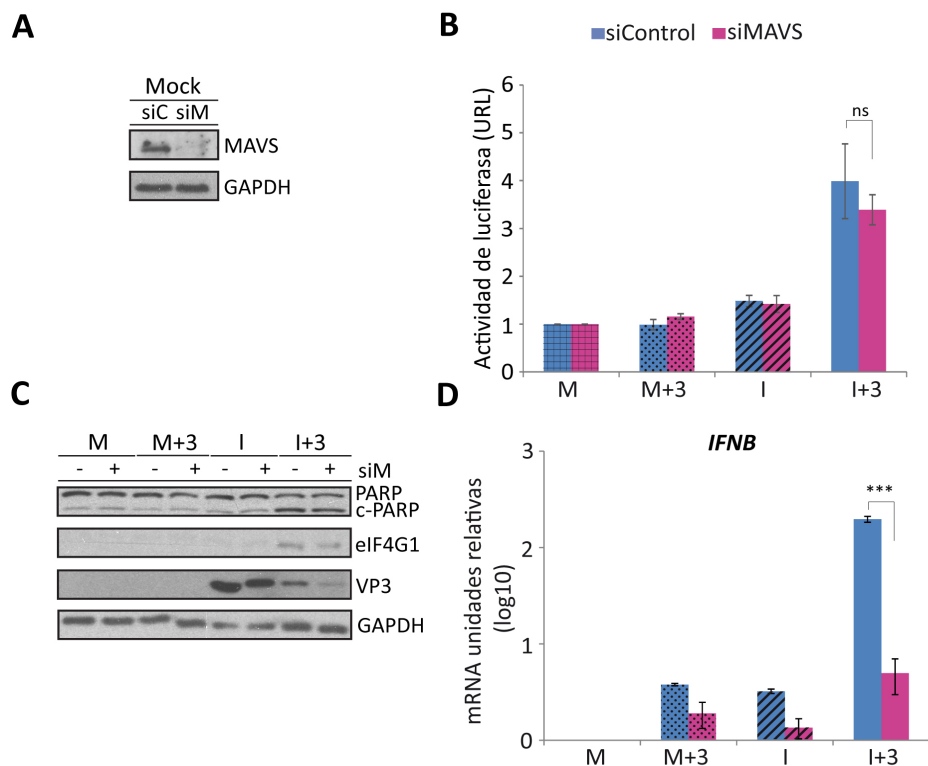 A
Mock
siC siM
MAVS
GAPDH
B
siControl siMAVS
Actividad de luciferasa (URL)
6
5
4
3
2
1
0
ns
M M+3 I I+3
C
M M+3 I I+3
- + - + - + - + siM
PARP
c-PARP
eIF4G1
VP3
GAPDH
D
IFNB
mRNA unidades relativas
(log10)
3
2
1
0
***
M M+3 I I+3